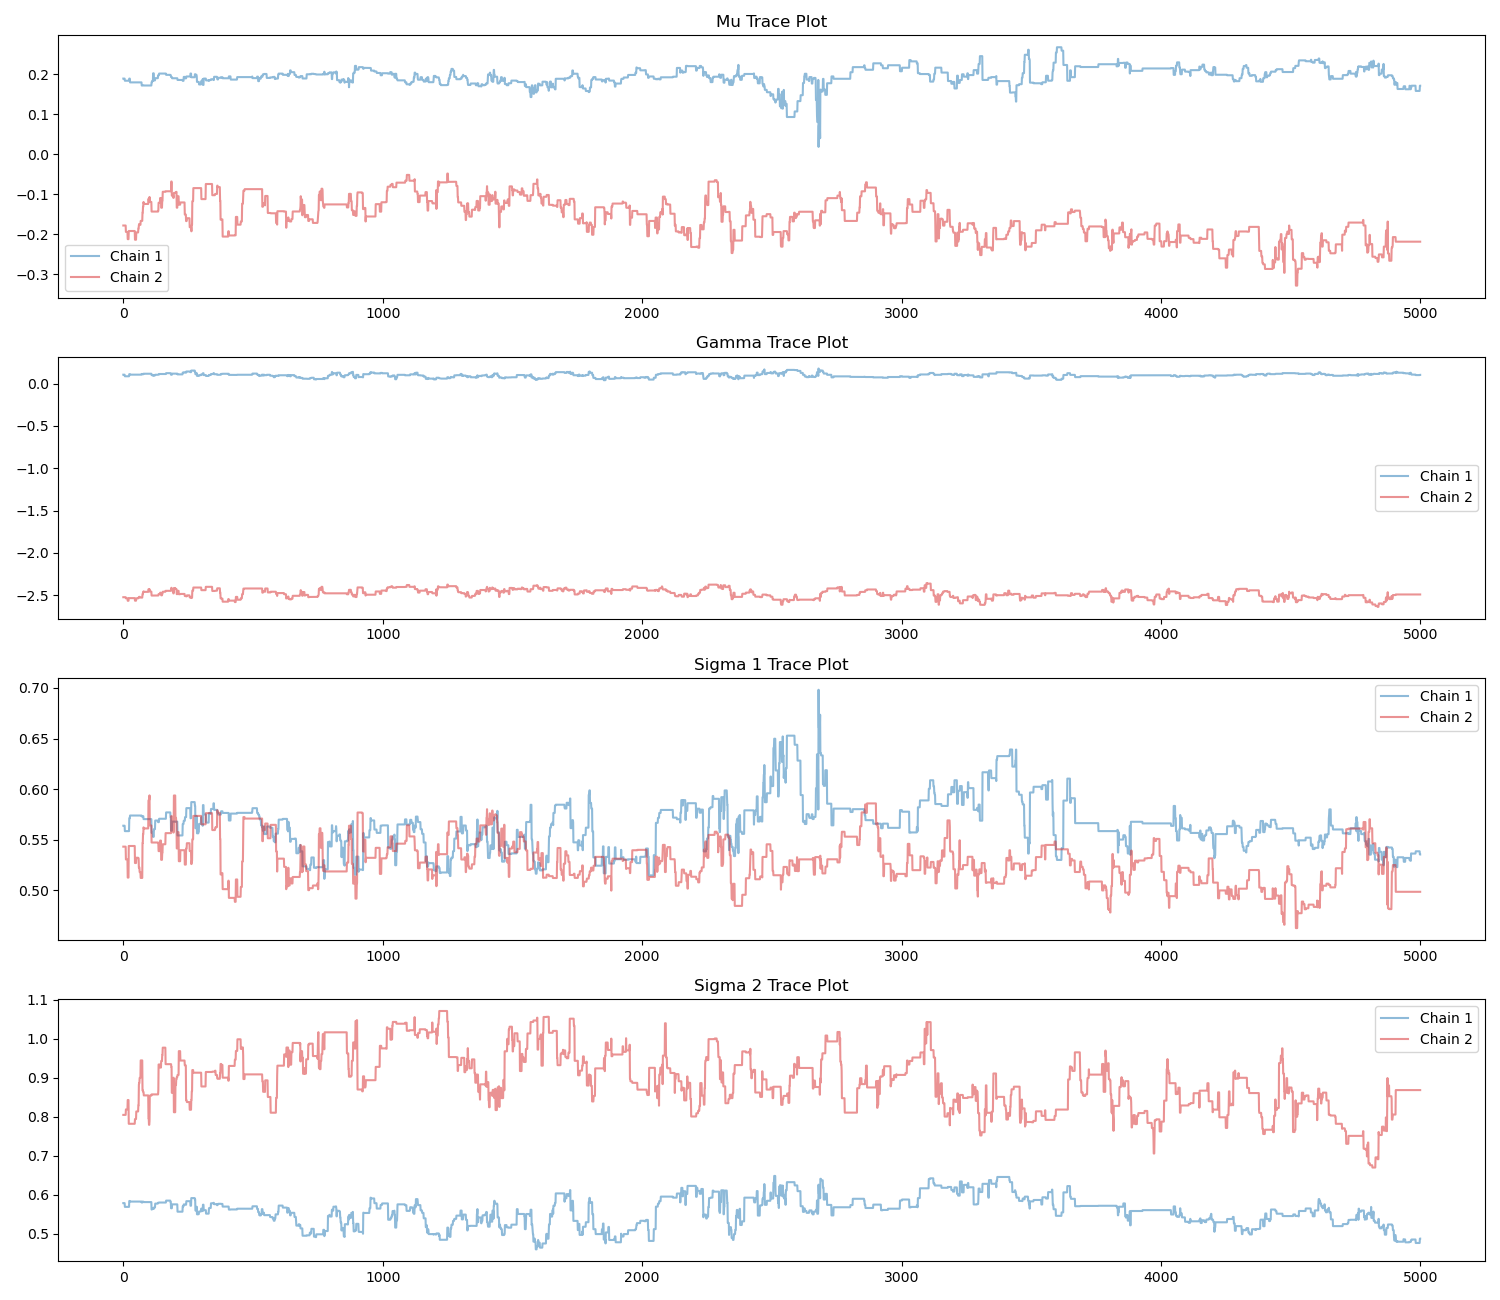 Mu Trace Plot
0.2
0.1
0.0
−0.1
−0.2
−0.3
Chain 1
Chain 2
0 1000 2000 3000 4000 5000
Gamma Trace Plot
0.0
−0.5
−1.0
−1.5
−2.0
−2.5
Chain 1
Chain 2
0 1000 2000 3000 4000 5000
Sigma 1 Trace Plot
0.70
0.65
0.60
0.55
0.50
Chain 1
Chain 2
0 1000 2000 3000 4000 5000
Sigma 2 Trace Plot
1.1
1.0
0.9
0.8
0.7
0.6
0.5
Chain 1
Chain 2
0 1000 2000 3000 4000 5000